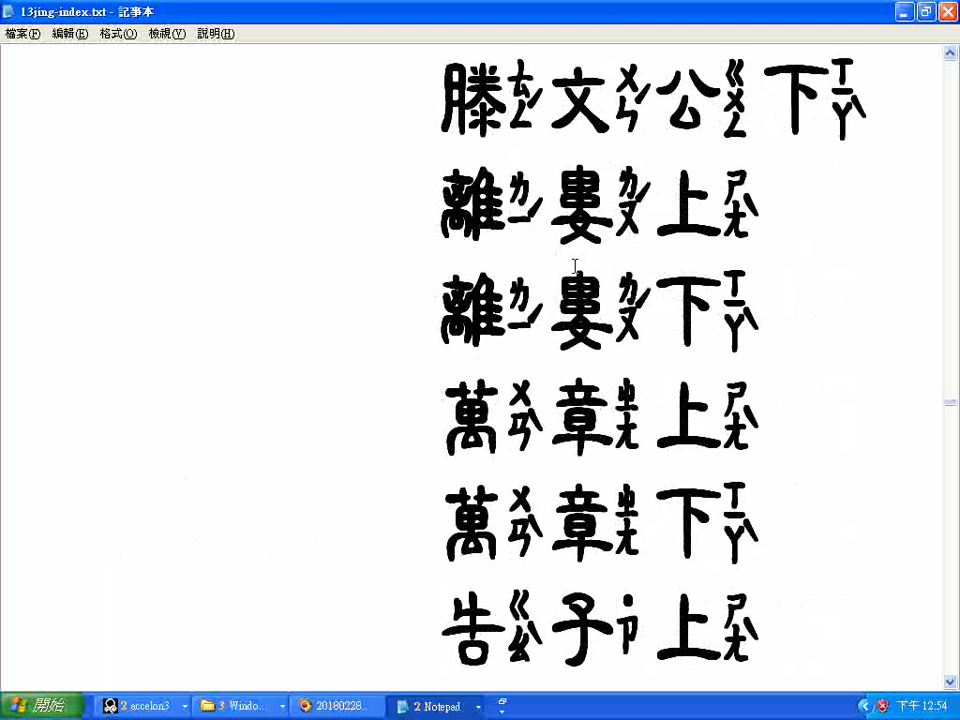 13jing-index.txt - 記事本
檔案(F) 編輯(E) 格式(O) 檢視(V) 說明(H)
滕ㄊㄥˊ文ㄨㄣˊ公ㄍㄨㄥ下ㄒㄧㄚˋ
離ㄌㄧˊ婁ㄌㄡˊ上ㄕㄤˋ
離ㄌㄧˊ婁ㄌㄡˊ下ㄒㄧㄚˋ
萬ㄨㄢˋ章ㄓㄤ上ㄕㄤˋ
萬ㄨㄢˋ章ㄓㄤ下ㄒㄧㄚˋ
告ㄍㄠˋ子˙ㄗ上ㄕㄤˋ
開始 2 accelon3 3 Windo... 20180228... 2 Notepad 下午 12:54